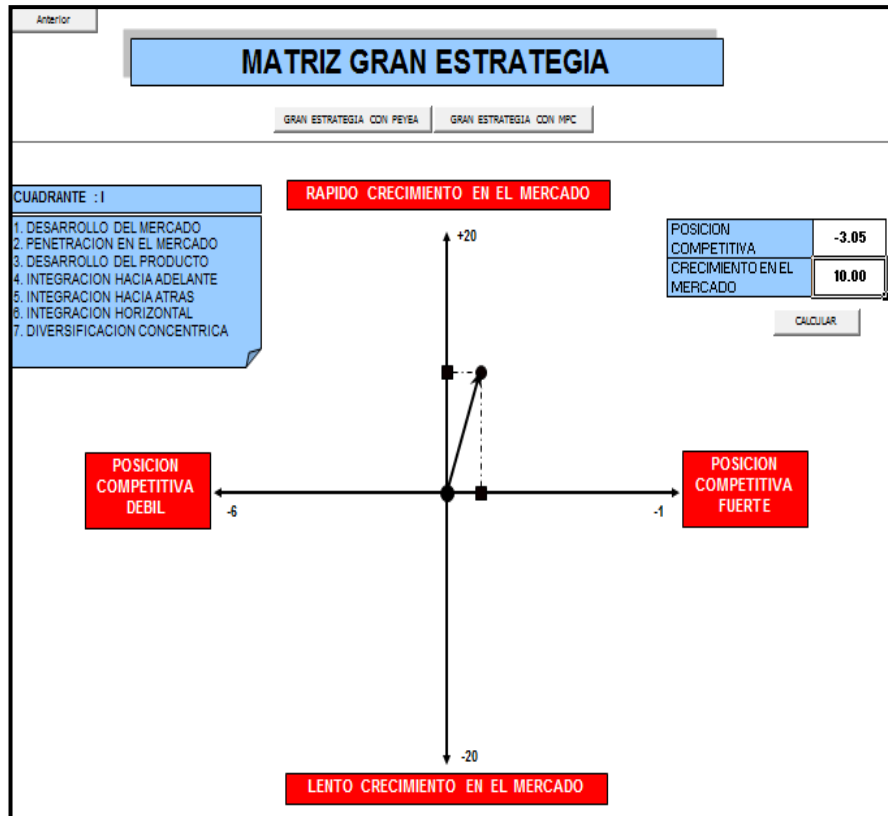 Anterior
MATRIZ GRAN ESTRATEGIA
GRAN ESTRATEGIA CON PEYEA
GRAN ESTRATEGIA CON MPC
CUADRANTE : I
1. DESARROLLO DEL MERCADO
2. PENETRACION EN EL MERCADO
3. DESARROLLO DEL PRODUCTO
4. INTEGRACION HACIA ADELANTE
5. INTEGRACION HACIA ATRAS
6. INTEGRACION HORIZONTAL
7. DIVERSIFICACION CONCENTRICA
RAPIDO CRECIMIENTO EN EL MERCADO
+20
POSICION
COMPETITIVA
-3.05
CRECIMIENTO EN EL
MERCADO
10.00
CALCULAR
POSICION
COMPETITIVA
DEBIL
-6
-1
POSICION
COMPETITIVA
FUERTE
-20
LENTO CRECIMIENTO EN EL MERCADO